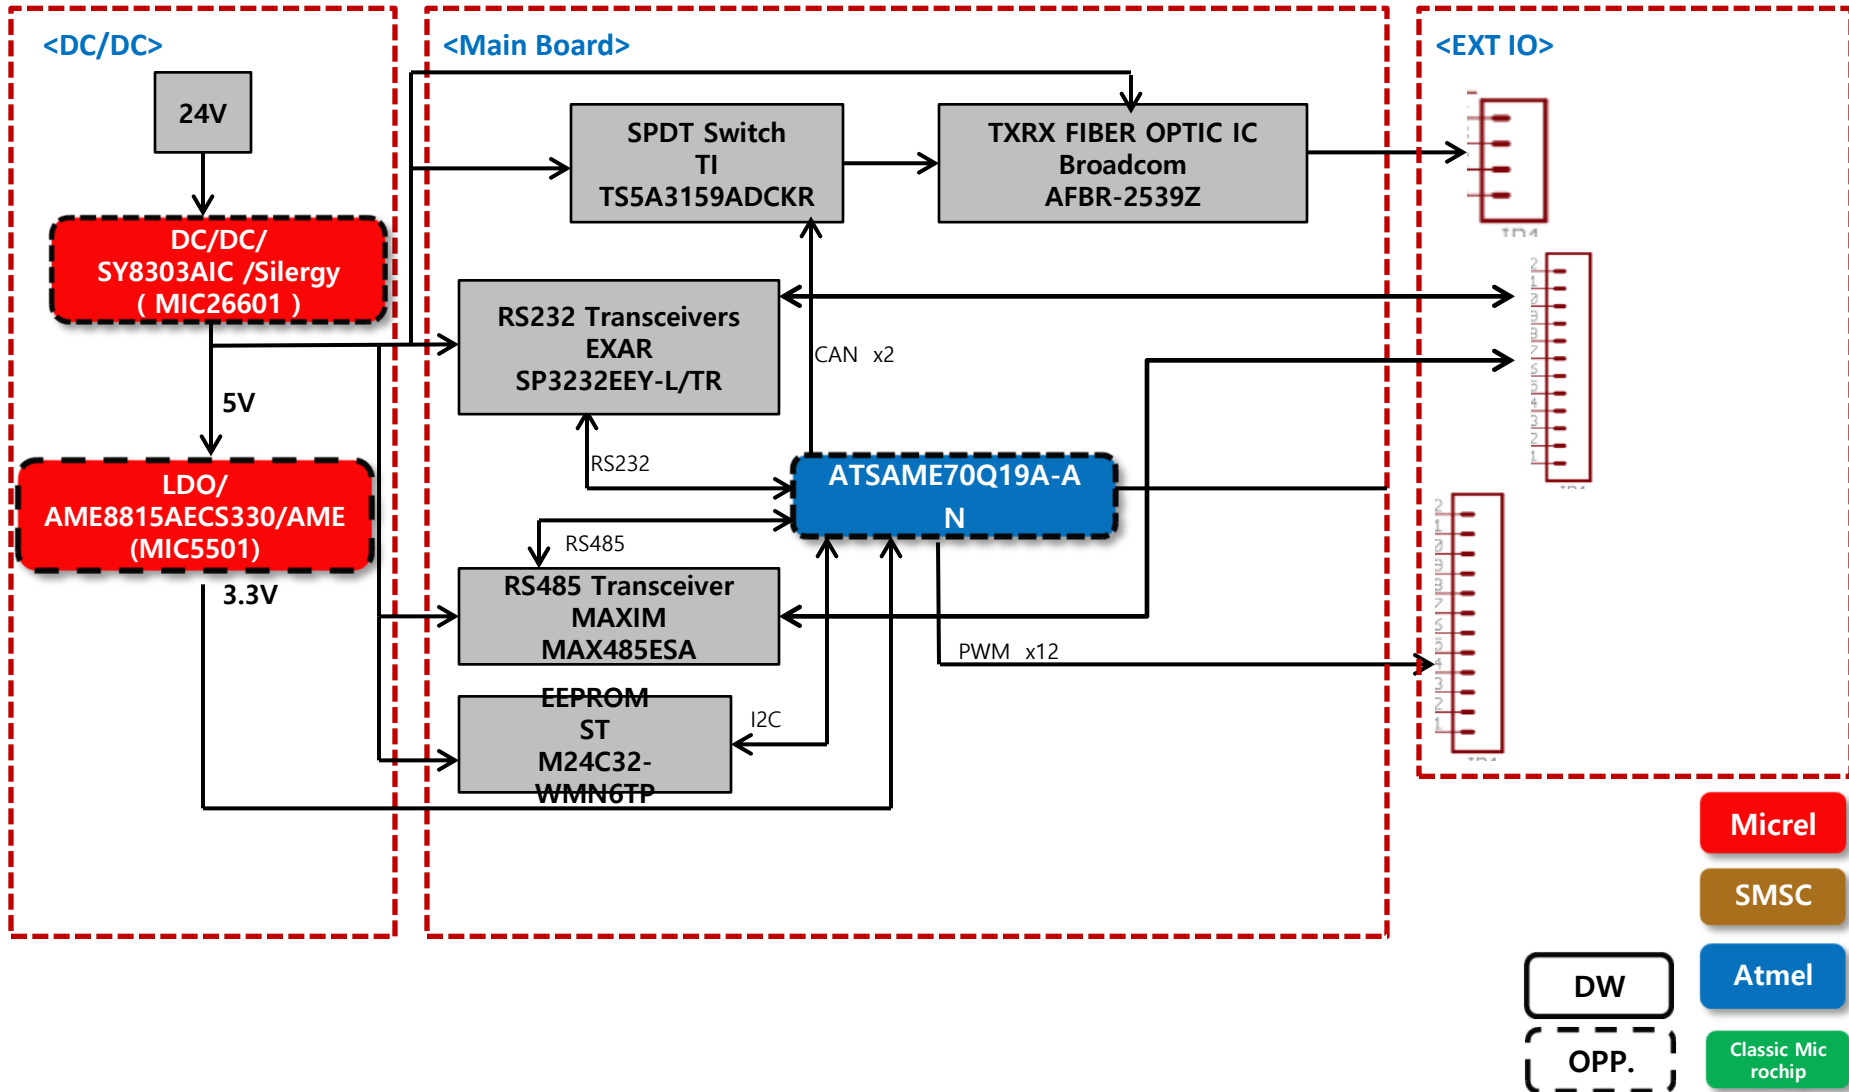 <DC/DC>
24V
DC/DC/
SY8303AIC /Silergy
( MIC26601 )
5V
LDO/
AME8815AECS330/AME
(MIC5501)
3.3V
<Main Board>
SPDT Switch
TI
TS5A3159ADCKR
TXRX FIBER OPTIC IC
Broadcom
AFBR-2539Z
RS232 Transceivers
EXAR
SP3232EEY-L/TR
CAN x2
RS232
ATSAME70Q19A-A
N
RS485
RS485 Transceiver
MAXIM
MAX485ESA
PWM x12
EEPROM
ST
M24C32-
WMN6TP
I2C
<EXT IO>
Micrel
SMSC
Atmel
Classic Mic
rochip
DW
OPP.